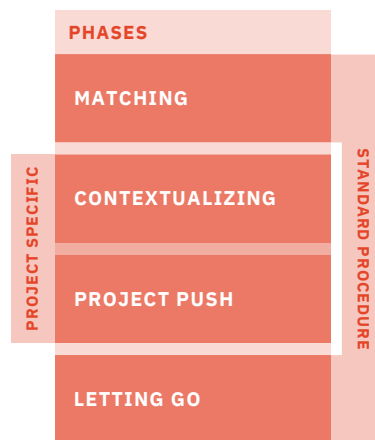 PHASES
MATCHING
CONTEXTUALIZING
PROJECT PUSH
LETTING GO
PROJECT SPECIFIC
STANDARD PROCEDURE